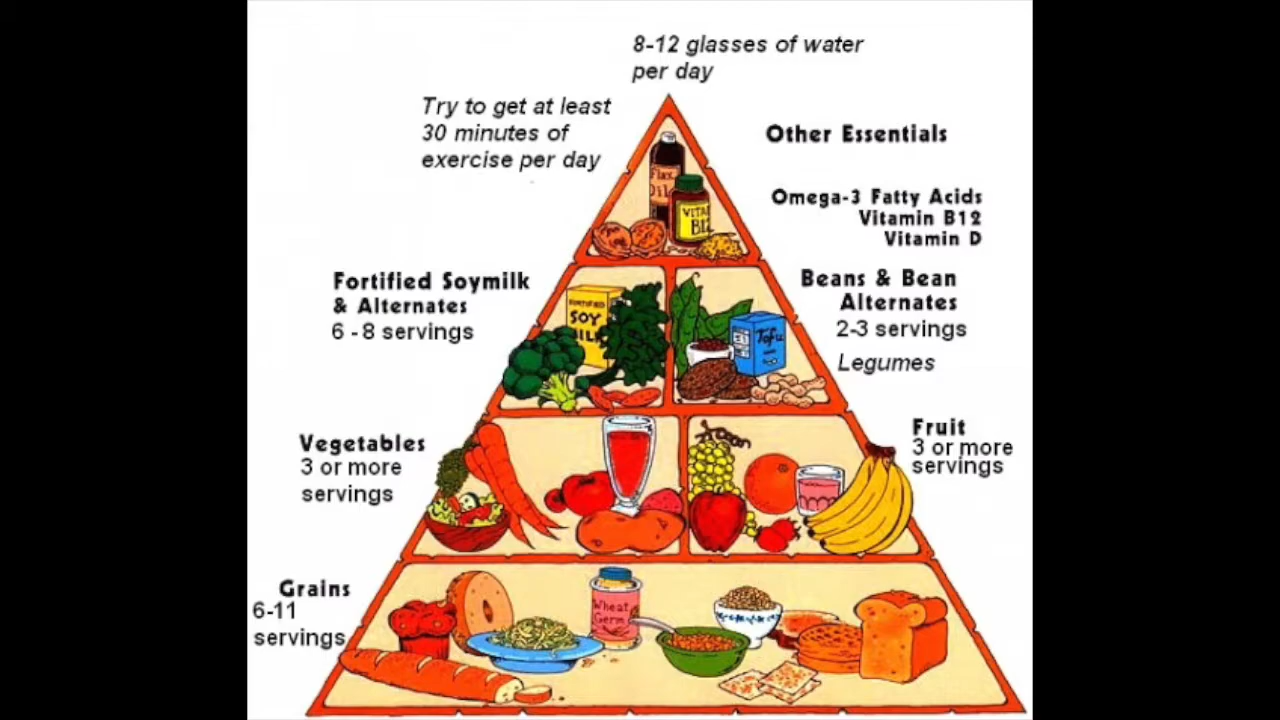 8-12 glasses of water
per day
Try to get at least
30 minutes of
exercise per day
Other Essentials
Omega-3 Fatty Acids
Vitamin B12
Vitamin D
Flax
Oil
VITA
B12
Fortified Soymilk
& Alternates
6 - 8 servings
FORTIFIED
SOY
MILK
Beans & Bean
Alternates
2-3 servings
Legumes
Tofu
Vegetables
3 or more
servings
Fruit
3 or more
servings
Grains
6-11
servings
Wheat
Germ